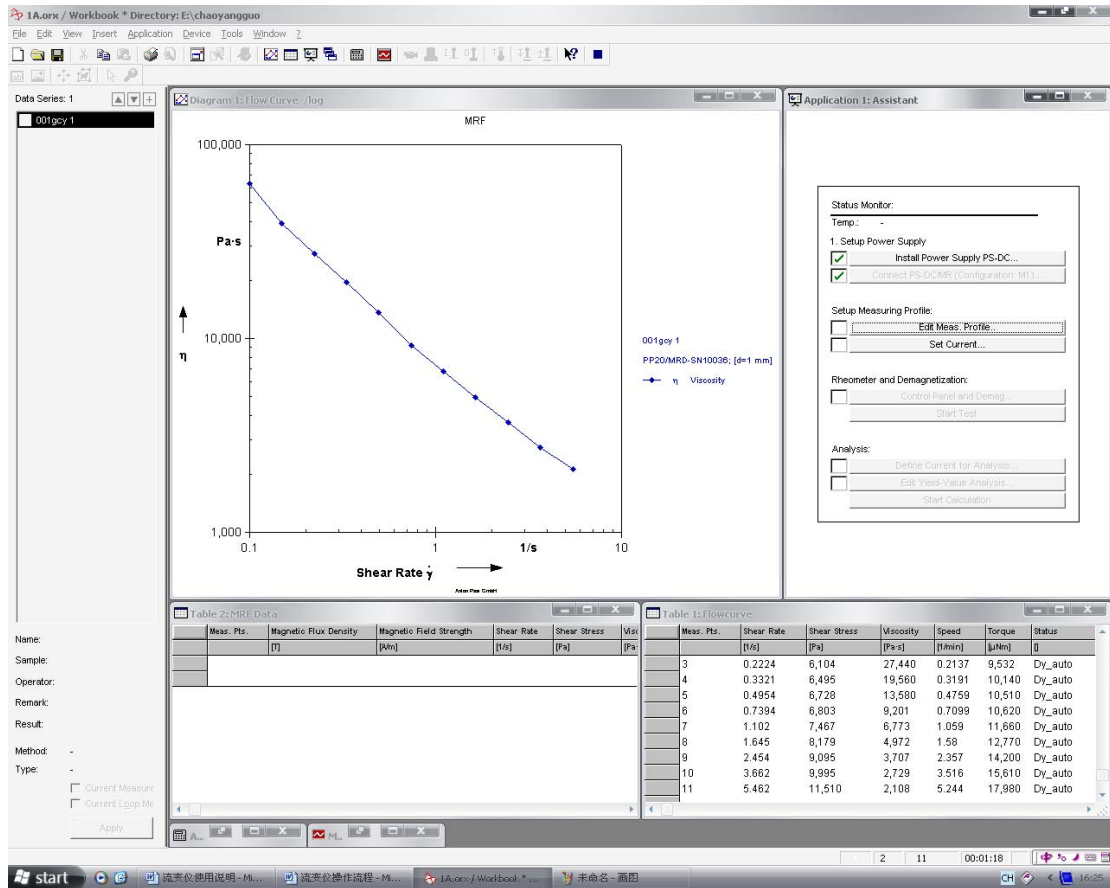 1A.orx / Workbook * Directory: E:\chaoyangguo
File Edit View Insert Application Device Tools Window ?
Data Series: 1
001gcy 1
Diagram 1: Flow Curve /log
MRF
100,000
Pa·s
10,000
η
1,000
0.1 1 1/s 10
Shear Rate γ̇
Anton Paar GmbH
001gcy 1
PP20/MRD-SN10036; [d=1 mm]
η Viscosity
Application 1: Assistant
Status Monitor:
Temp.: -
1. Setup Power Supply
Install Power Supply PS-DC...
Connect PS-DC/MR (Configuration: M1)...
Setup Measuring Profile:
Edit Meas. Profile..
Set Current...
Rheometer and Demagnetization:
Control Panel and Demag...
Start Test
Analysis:
Define Current for Analysis...
Edit Yield-Value Analysis...
Start Calculation
Name:
Sample:
Operator:
Remark:
Result:
Method: -
Type: -
Current Measure
Current Loop Me
Apply
Table 2: MRF Data
Meas. Pts. Magnetic Flux Density Magnetic Field Strength Shear Rate Shear Stress Visc
[T] [A/m] [1/s] [Pa] [Pa·
Table 1: Flowcurve
Meas. Pts. Shear Rate Shear Stress Viscosity Speed Torque Status
[1/s] [Pa] [Pa·s] [1/min] [µNm] []
3 0.2224 6,104 27,440 0.2137 9,532 Dy_auto
4 0.3321 6,495 19,560 0.3191 10,140 Dy_auto
5 0.4954 6,728 13,580 0.4759 10,510 Dy_auto
6 0.7394 6,803 9,201 0.7099 10,620 Dy_auto
7 1.102 7,467 6,773 1.059 11,660 Dy_auto
8 1.645 8,179 4,972 1.58 12,770 Dy_auto
9 2.454 9,095 3,707 2.357 14,200 Dy_auto
10 3.662 9,995 2,729 3.516 15,610 Dy_auto
11 5.462 11,510 2,108 5.244 17,980 Dy_auto
A...
M..
2 11 00:01:18
中
start
流变仪使用说明 - Mi...
流变仪操作流程 - Mi...
1A.orx / Workbook * ...
未命名 - 画图
CH
16:25